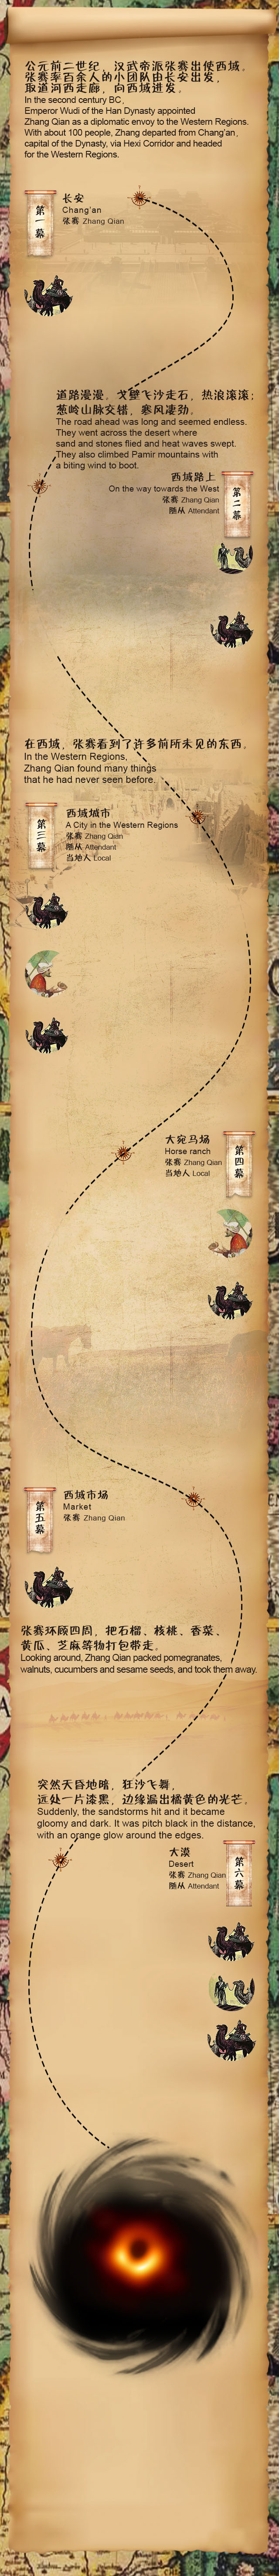 公元前二世纪，汉武帝派张骞出使西域。
张骞率百余人的小团队由长安出发，
取道河西走廊，向西域进发。
In the second century BC,
Emperor Wudi of the Han Dynasty appointed
Zhang Qian as a diplomatic envoy to the Western Regions.
With about 100 people, Zhang departed from Chang'an,
capital of the Dynasty, via Hexi Corridor and headed
for the Western Regions.
第一幕
长安
Chang'an
张骞 Zhang Qian
道路漫漫。戈壁飞沙走石，热浪滚滚；
葱岭山脉交错，寒风凄劲。
The road ahead was long and seemed endless.
They went across the desert where
sand and stones flied and heat waves swept.
They also climbed Pamir mountains with
a biting wind to boot.
第二幕
西域路上
On the way towards the West
张骞 Zhang Qian
随从 Attendant
在西域，张骞看到了许多前所未见的东西。
In the Western Regions,
Zhang Qian found many things
that he had never seen before.
第三幕
西域城市
A City in the Western Regions
张骞 Zhang Qian
随从 Attendant
当地人 Local
第四幕
大宛马场
Horse ranch
张骞 Zhang Qian
当地人 Local
第五幕
西域市场
Market
张骞 Zhang Qian
张骞环顾四周，把石榴、核桃、香菜、
黄瓜、芝麻等物打包带走。
Looking around, Zhang Qian packed pomegranates,
walnuts, cucumbers and sesame seeds, and took them away.
突然天昏地暗，狂沙飞舞，
远处一片漆黑，边缘漏出橘黄色的光芒。
Suddenly, the sandstorms hit and it became
gloomy and dark. It was pitch black in the distance,
with an orange glow around the edges.
第六幕
大漠
Desert
张骞 Zhang Qian
随从 Attendant